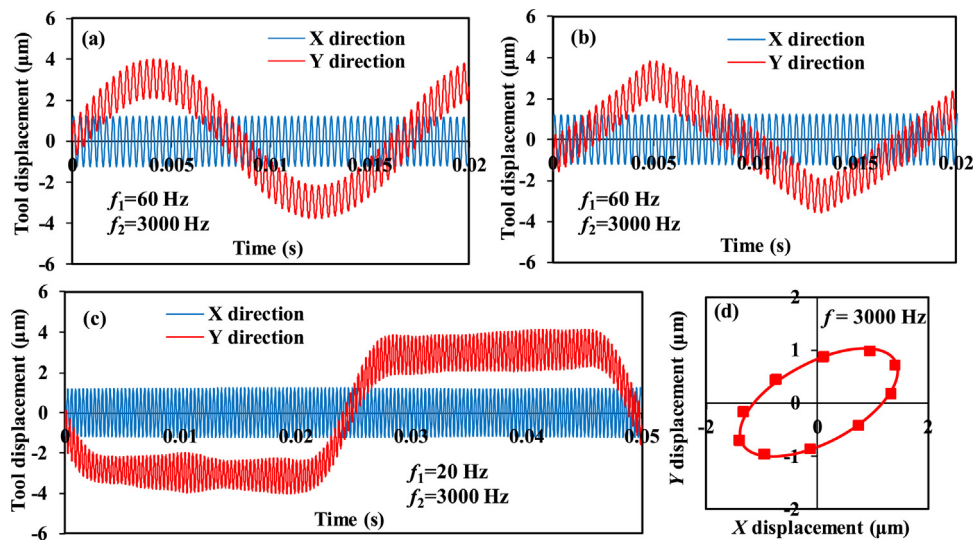 (a)
X direction
Y direction
Tool displacement (µm)
6
4
2
0
-2
-4
-6
0
0.005
0.01
0.015
0.02
f₁=60 Hz
f₂=3000 Hz
Time (s)
(b)
X direction
Y direction
Tool displacement (µm)
6
4
2
0
-2
-4
-6
0
0.005
0.01
0.015
0.02
f₁=60 Hz
f₂=3000 Hz
Time (s)
(c)
X direction
Y direction
Tool displacement (µm)
6
4
2
0
-2
-4
-6
0
0.01
0.02
0.03
0.04
0.05
f₁=20 Hz
f₂=3000 Hz
Time (s)
(d)
f = 3000 Hz
Y displacement (µm)
2
1
0
-1
-2
-2
0
2
X displacement (µm)